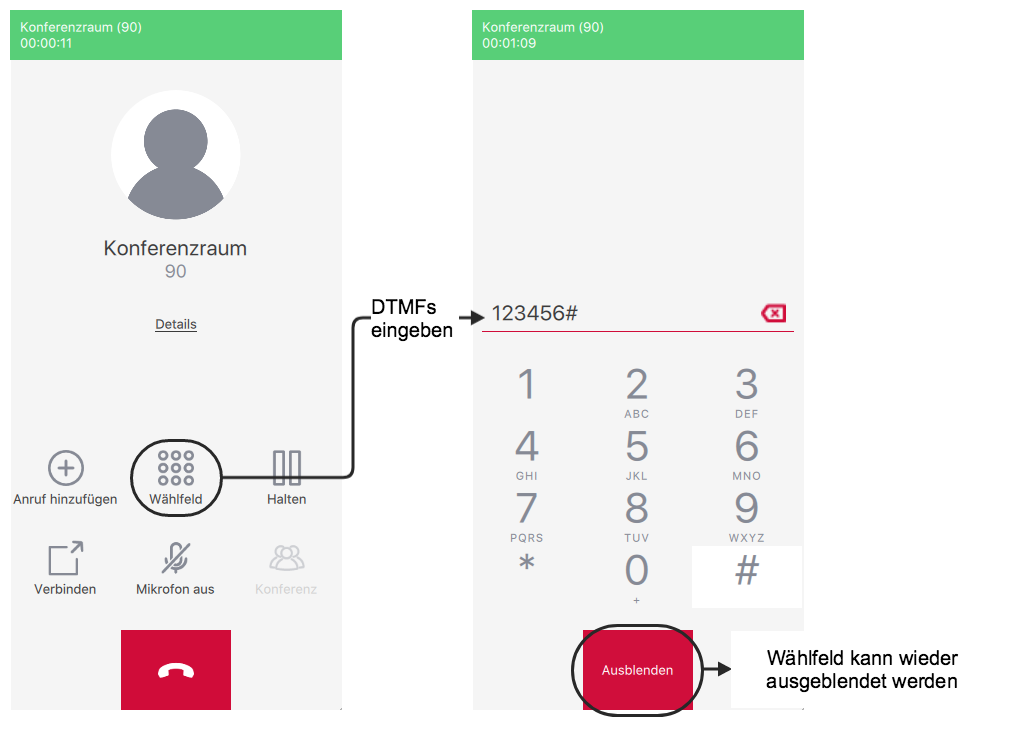 Konferenzraum (90)
00:00:11
Konferenzraum
90
Details
Anruf hinzufügen
Wählfeld
Halten
Verbinden
Mikrofon aus
Konferenz
DTMFs
eingeben
Konferenzraum (90)
00:01:09
123456#
1 2 3
ABC DEF
4 5 6
GHI JKL MNO
7 8 9
PQRS TUV WXYZ
* 0 #
+
Ausblenden
Wählfeld kann wieder
ausgeblendet werden